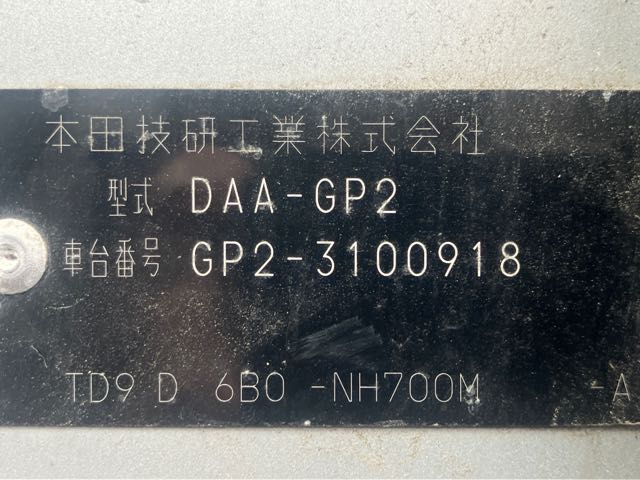 本田技研工業株式会社
型式 DAA-GP2
車台番号 GP2-3100918
TD9 D 6B0 -NH700M -A